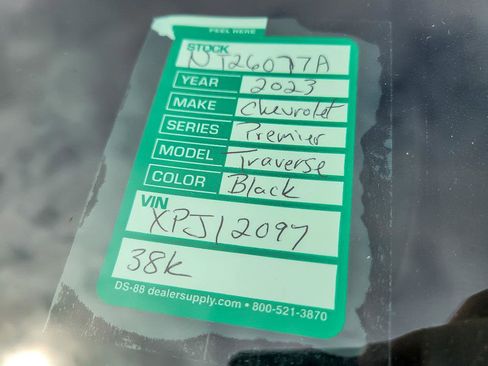 PEEL HERE
STOCK
NT26077A
YEAR 2023
MAKE Chevrolet
SERIES Premier
MODEL Traverse
COLOR Black
VIN
XPJ12097
38k
DS-88 dealersupply.com • 800-521-3870